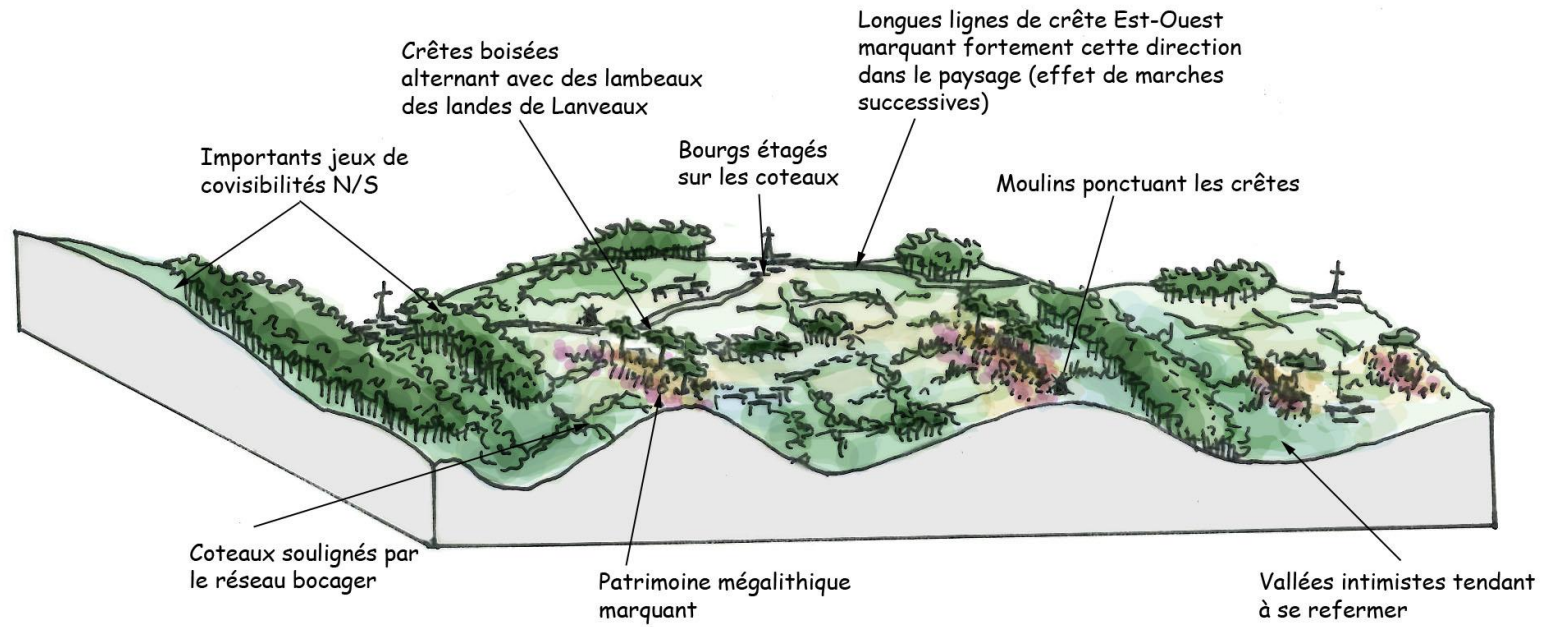 Longues lignes de crête Est-Ouest
marquant fortement cette direction
dans le paysage (effet de marches
successives)
Crêtes boisées
alternant avec des lambeaux
des landes de Lanveaux
Importants jeux de
covisibilités N/S
Bourgs étagés
sur les coteaux
Moulins ponctuant les crêtes
Coteaux soulignés par
le réseau bocager
Patrimoine mégalithique
marquant
Vallées intimistes tendant
à se refermer